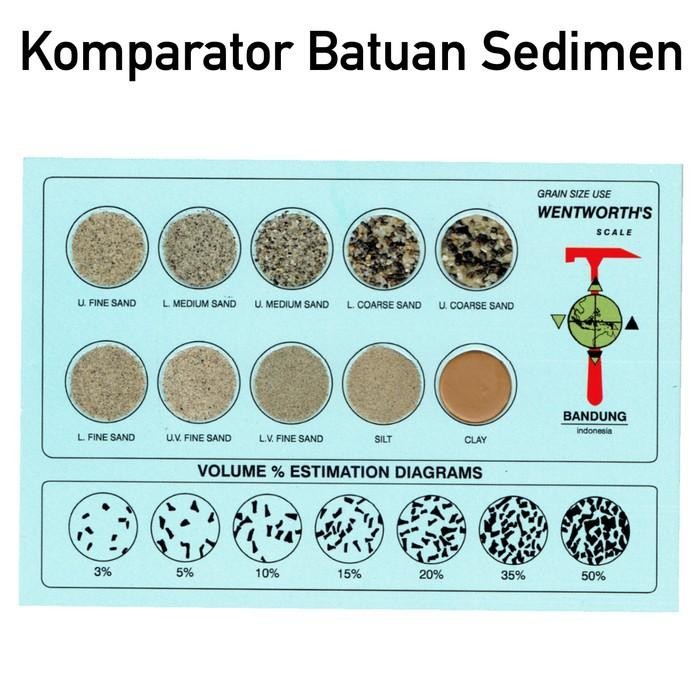 Komparator Batuan Sedimen
GRAIN SIZE USE
WENTWORTH'S
SCALE
U. FINE SAND
L. MEDIUM SAND
U. MEDIUM SAND
L. COARSE SAND
U. COARSE SAND
L. FINE SAND
U.V. FINE SAND
L.V. FINE SAND
SILT
CLAY
BANDUNG
indonesia
VOLUME % ESTIMATION DIAGRAMS
3%
5%
10%
15%
20%
35%
50%